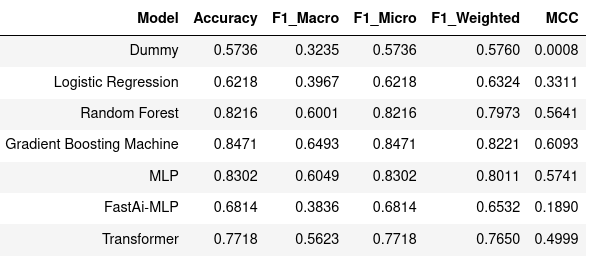 Model Accuracy F1_Macro F1_Micro F1_Weighted MCC
Dummy 0.5736 0.3235 0.5736 0.5760 0.0008
Logistic Regression 0.6218 0.3967 0.6218 0.6324 0.3311
Random Forest 0.8216 0.6001 0.8216 0.7973 0.5641
Gradient Boosting Machine 0.8471 0.6493 0.8471 0.8221 0.6093
MLP 0.8302 0.6049 0.8302 0.8011 0.5741
FastAi-MLP 0.6814 0.3836 0.6814 0.6532 0.1890
Transformer 0.7718 0.5623 0.7718 0.7650 0.4999